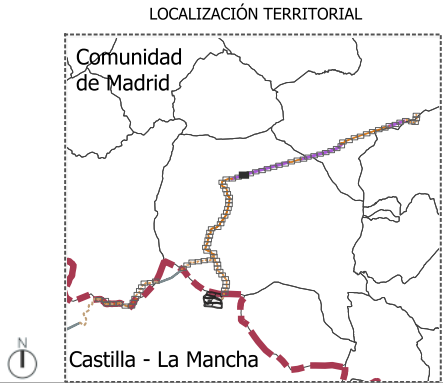 LOCALIZACIÓN TERRITORIAL
Comunidad
de Madrid
N
Castilla - La Mancha